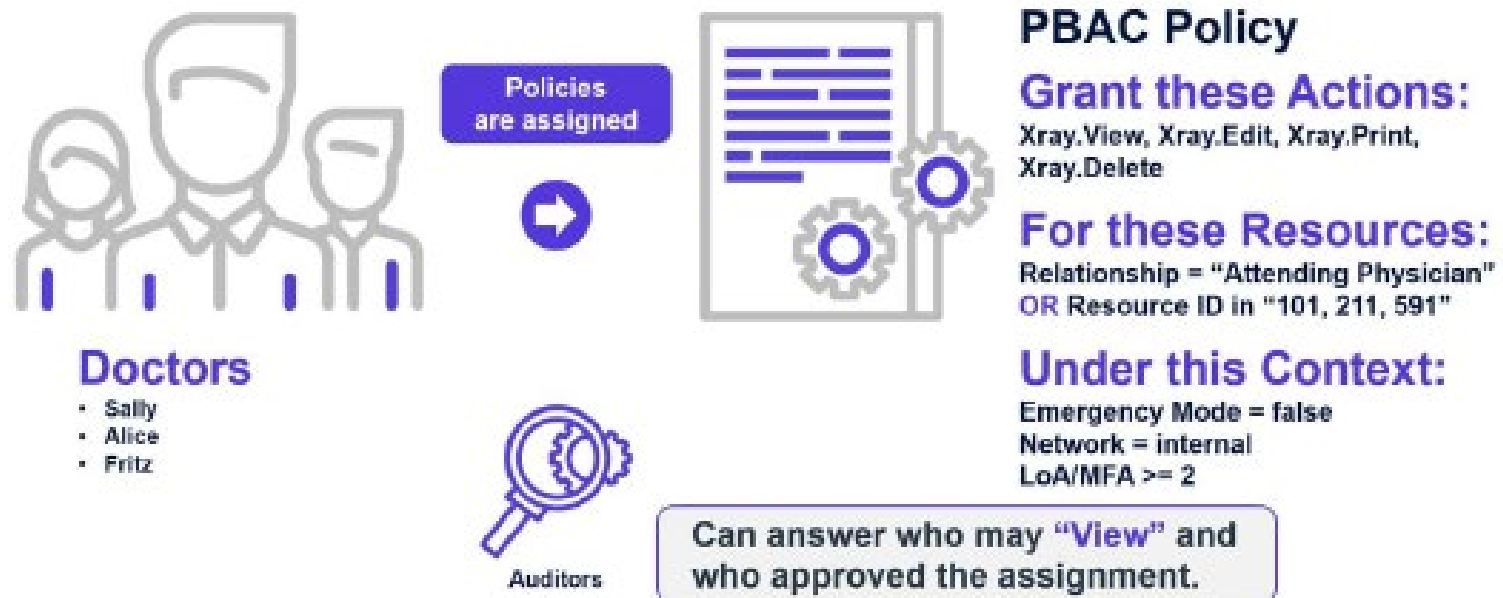 Policies
are assigned
Doctors
• Sally
• Alice
• Fritz
Auditors
PBAC Policy
Grant these Actions:
Xray.View, Xray.Edit, Xray.Print,
Xray.Delete
For these Resources:
Relationship = “Attending Physician”
OR Resource ID in “101, 211, 591”
Under this Context:
Emergency Mode = false
Network = internal
LoA/MFA >= 2
Can answer who may “View” and
who approved the assignment.